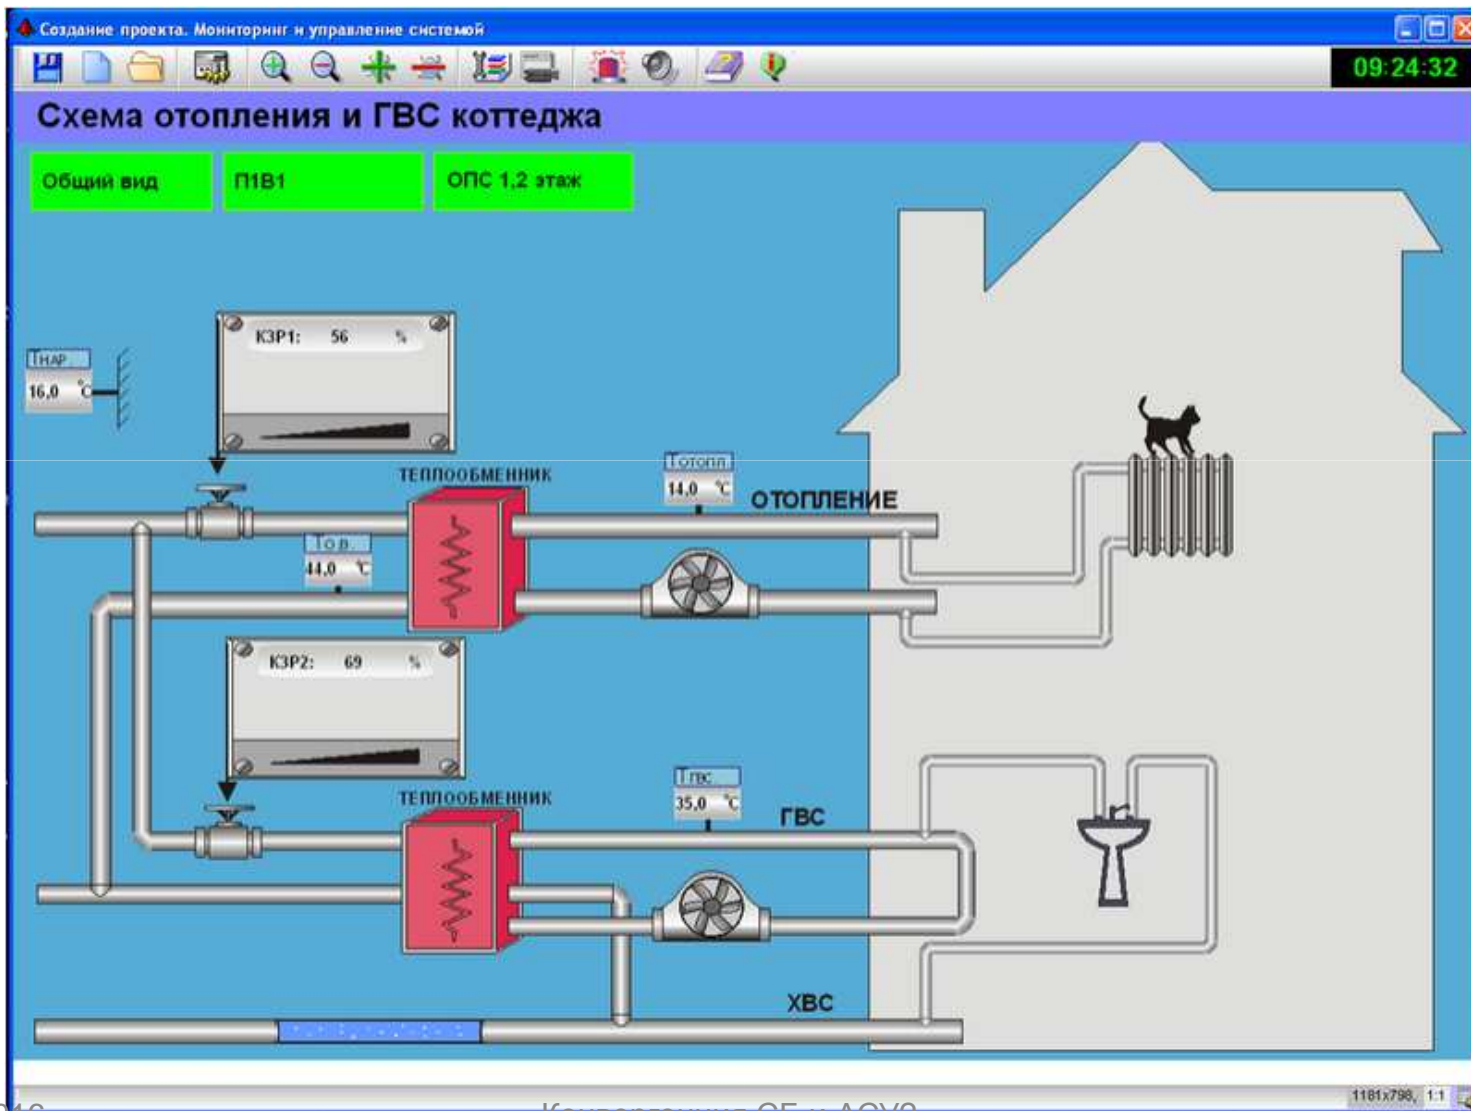 Создание проекта. Мониторинг и управление системой
09:24:32
Схема отопления и ГВС коттеджа
Общий вид
П1В1
ОПС 1,2 этаж
КЗР1: 56 %
Тнар.
16,0 °C
ТЕПЛООБМЕННИК
Тотопл.
14,0 °C
ОТОПЛЕНИЕ
То.в.
44,0 °C
КЗР2: 69 %
ТЕПЛООБМЕННИК
Тгвс
35,0 °C
ГВС
ХВС
1181x798, 1:1